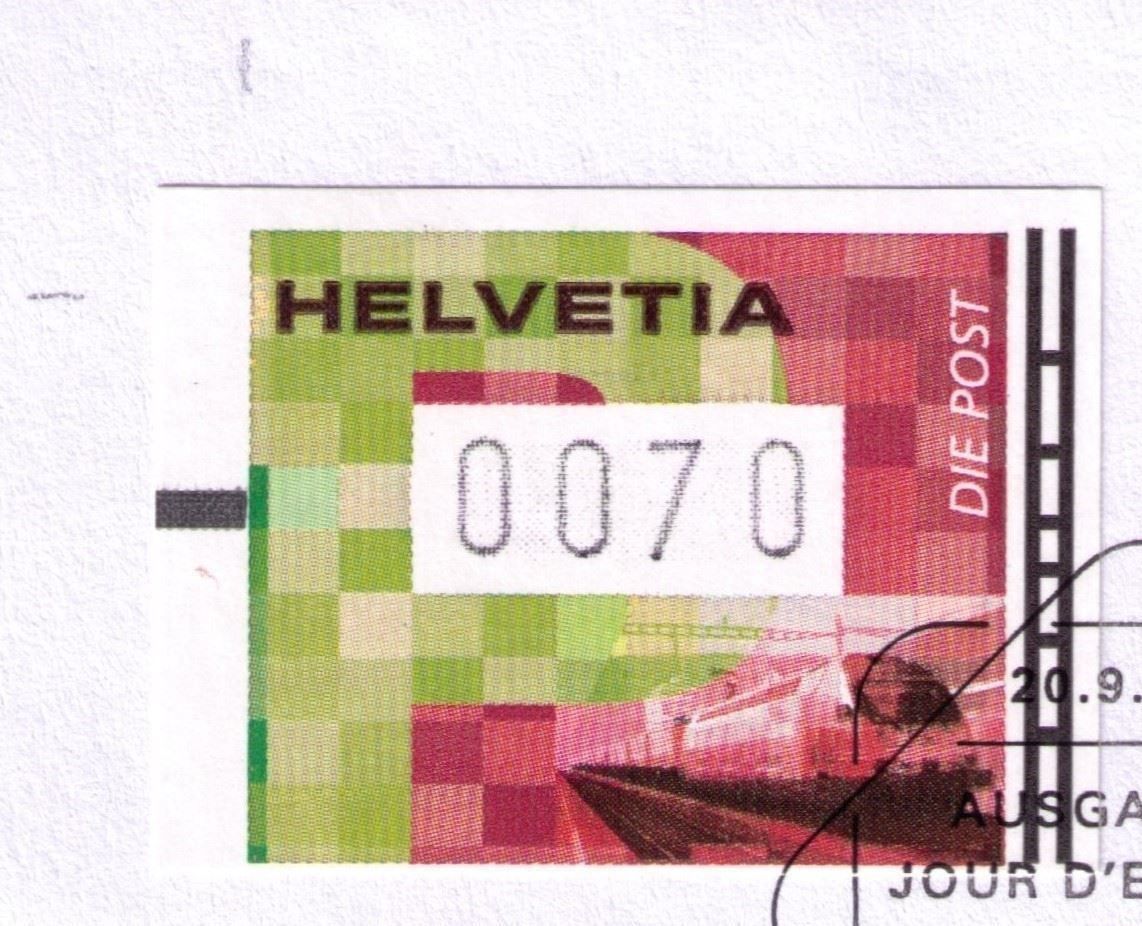 HELVETIA
DIE POST
0070
20.9.
AUSGA
JOUR D'E